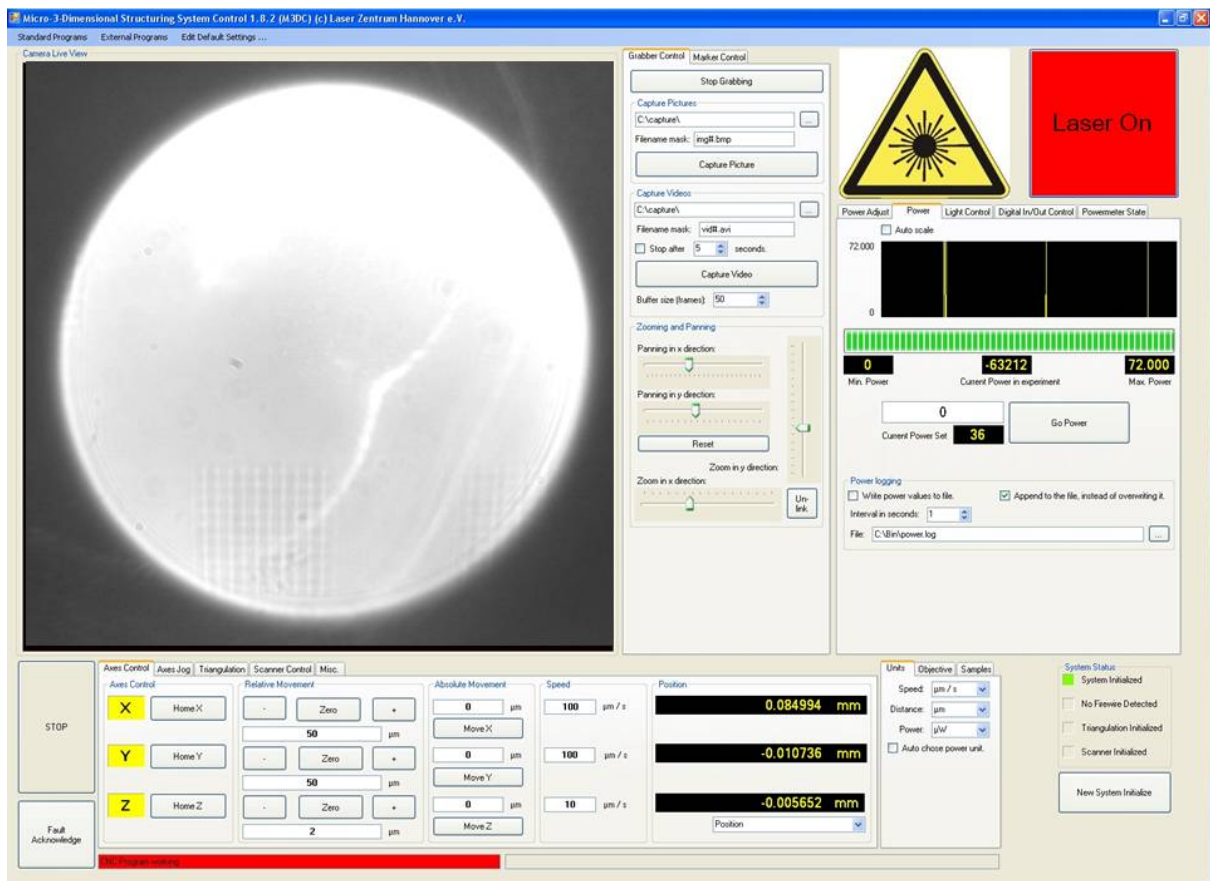 Micro-3-Dimensional Structuring System Control 1.8.2 (M3DC) (c) Laser Zentrum Hannover e.V.
Standard Programs External Programs Edit Default Settings ...
Camera Live View
Grabber Control Marker Control
Stop Grabbing
Capture Pictures
C:\capture\ ...
Filename mask: img#.bmp
Capture Picture
Capture Videos
C:\capture\ ...
Filename mask: vid#.avi
Stop after 5 seconds.
Capture Video
Buffer size (frames): 50
Zooming and Panning
Panning in x direction:
Panning in y direction:
Reset
Zoom in y direction:
Zoom in x direction:
Un-
link
Laser On
Power Adjust Power Light Control Digital In/Out Control Powermeter State
Auto scale
72.000
0
0 -63212 72.000
Min. Power Current Power in experiment Max. Power
0
Go Power
Current Power Set: 36
Power logging
Write power values to file. Append to the file, instead of overwriting it.
Interval in seconds: 1
File: C:\Bin\power.log ...
STOP
Fault
Acknowledge
Axes Control Axes Jog Triangulation Scanner Control Misc.
Axes Control Relative Movement Absolute Movement Speed Position
X Home X - Zero + 0 µm 100 µm / s 0.084994 mm
50 µm Move X
Y Home Y - Zero + 0 µm 100 µm / s -0.010736 mm
50 µm Move Y
Z Home Z - Zero + 0 µm 10 µm / s -0.005652 mm
2 µm Move Z Position
CNC Program working
Units Objective Samples
Speed: µm / s
Distance: µm
Power: µW
Auto chose power unit.
System Status
System Initialized
No Firewire Detected
Triangulation Initialized
Scanner Initialized
New System Initialize